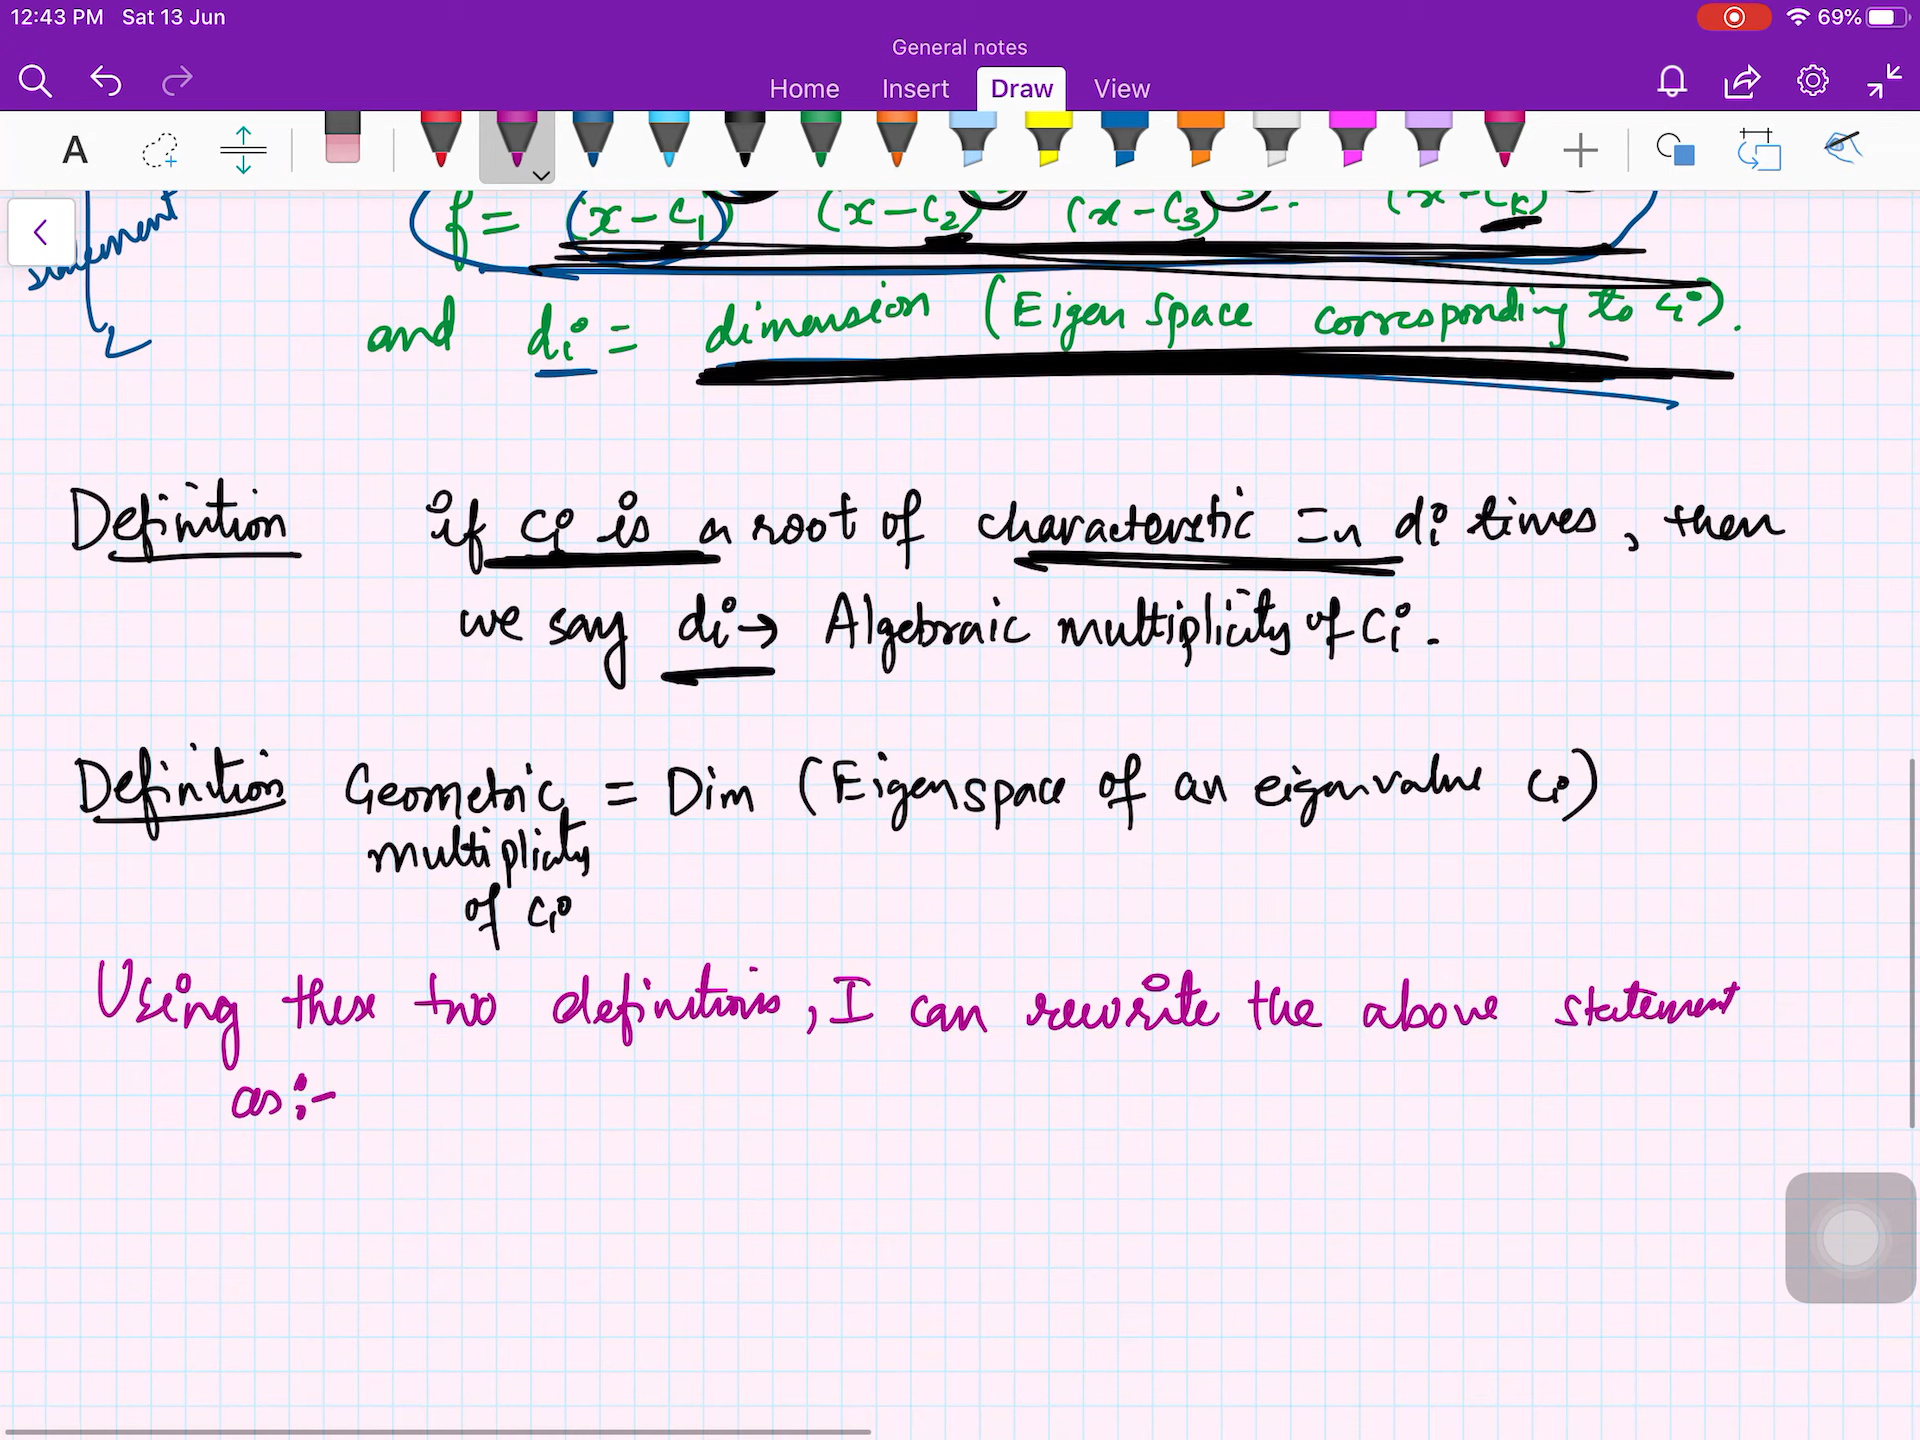 12:43 PM Sat 13 Jun
69%
General notes
Home Insert Draw View
A
statement
f = (x-c₁) (x-c₂) (x-c₃) ... (x-cₖ)
2
and dᵢ = dimension (Eigen Space corresponding to cᵢ).
Definition if cᵢ is a root of characteristic =n dᵢ times, then
we say dᵢ → Algebraic multiplicity of cᵢ.
Definition Geometric = Dim (Eigenspace of an eigenvalue cᵢ)
multiplicity
of cᵢ
Using these two definitions, I can rewrite the above statement
as:-